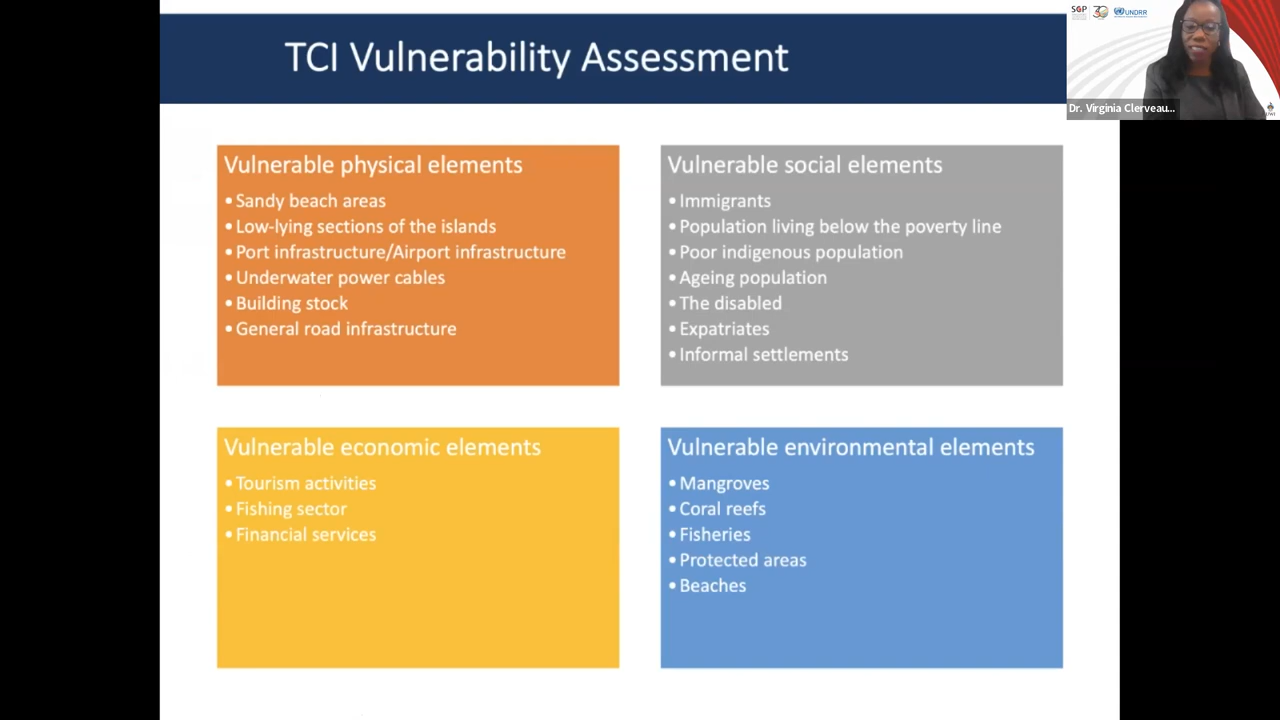 TCI Vulnerability Assessment
SGP
30
UNDRR
Dr. Virginia Clerveau...
Vulnerable physical elements
• Sandy beach areas
• Low-lying sections of the islands
• Port infrastructure/Airport infrastructure
• Underwater power cables
• Building stock
• General road infrastructure
Vulnerable social elements
• Immigrants
• Population living below the poverty line
• Poor indigenous population
• Ageing population
• The disabled
• Expatriates
• Informal settlements
Vulnerable economic elements
• Tourism activities
• Fishing sector
• Financial services
Vulnerable environmental elements
• Mangroves
• Coral reefs
• Fisheries
• Protected areas
• Beaches